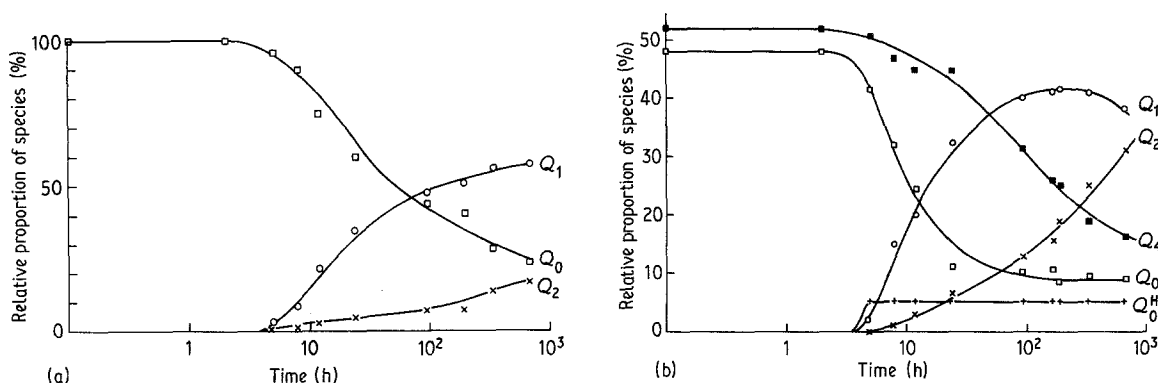 Relative proportion of species (%)
100
50
0
1
10
10²
10³
Time (h)
(a)
Q₁
Q₀
Q₂
Relative proportion of species (%)
50
40
30
20
10
0
1
10
10²
10³
Time (h)
(b)
Q₁
Q₂
Q₄
Q₀
Q₀ᴴ